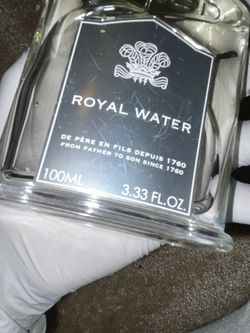 ROYAL WATER
DE PÈRE EN FILS DEPUIS 1760
FROM FATHER TO SON SINCE 1760
100ML 3.33 FL.OZ.